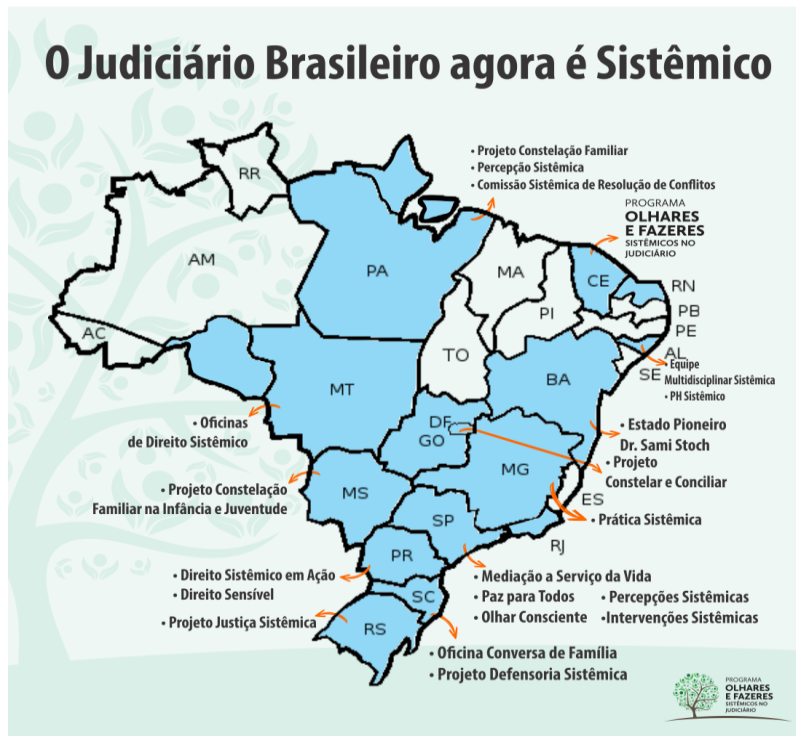 O Judiciário Brasileiro agora é Sistêmico
• Projeto Constelação Familiar
• Percepção Sistêmica
• Comissão Sistêmica de Resolução de Conflitos
PROGRAMA
OLHARES
E FAZERES
SISTÊMICOS NO
JUDICIÁRIO
RR
AM
PA
MA
CE
RN
PI
PB
PE
AC
TO
AL
SE
• Equipe
Multidisciplinar Sistêmica
• PH Sistêmico
MT
BA
• Oficinas
de Direito Sistêmico
DF
GO
• Estado Pioneiro
Dr. Sami Stoch
• Projeto
Constelar e Conciliar
MG
• Projeto Constelação
Familiar na Infância e Juventude
MS
ES
SP
• Prática Sistêmica
RJ
PR
• Direito Sistêmico em Ação
• Direito Sensível
• Mediação a Serviço da Vida
• Paz para Todos
• Percepções Sistêmicas
• Olhar Consciente
•Intervenções Sistêmicas
SC
• Projeto Justiça Sistêmica
RS
• Oficina Conversa de Família
• Projeto Defensoria Sistêmica
PROGRAMA
OLHARES
E FAZERES
SISTÊMICOS NO
JUDICIÁRIO